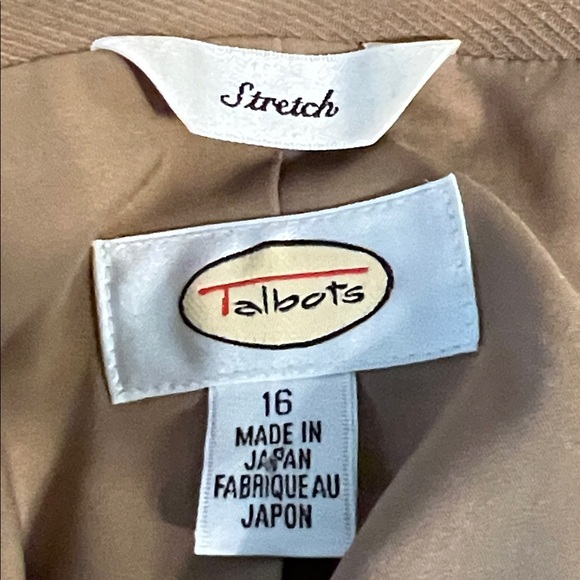 Stretch
Talbots
16
MADE IN
JAPAN
FABRIQUE AU
JAPON